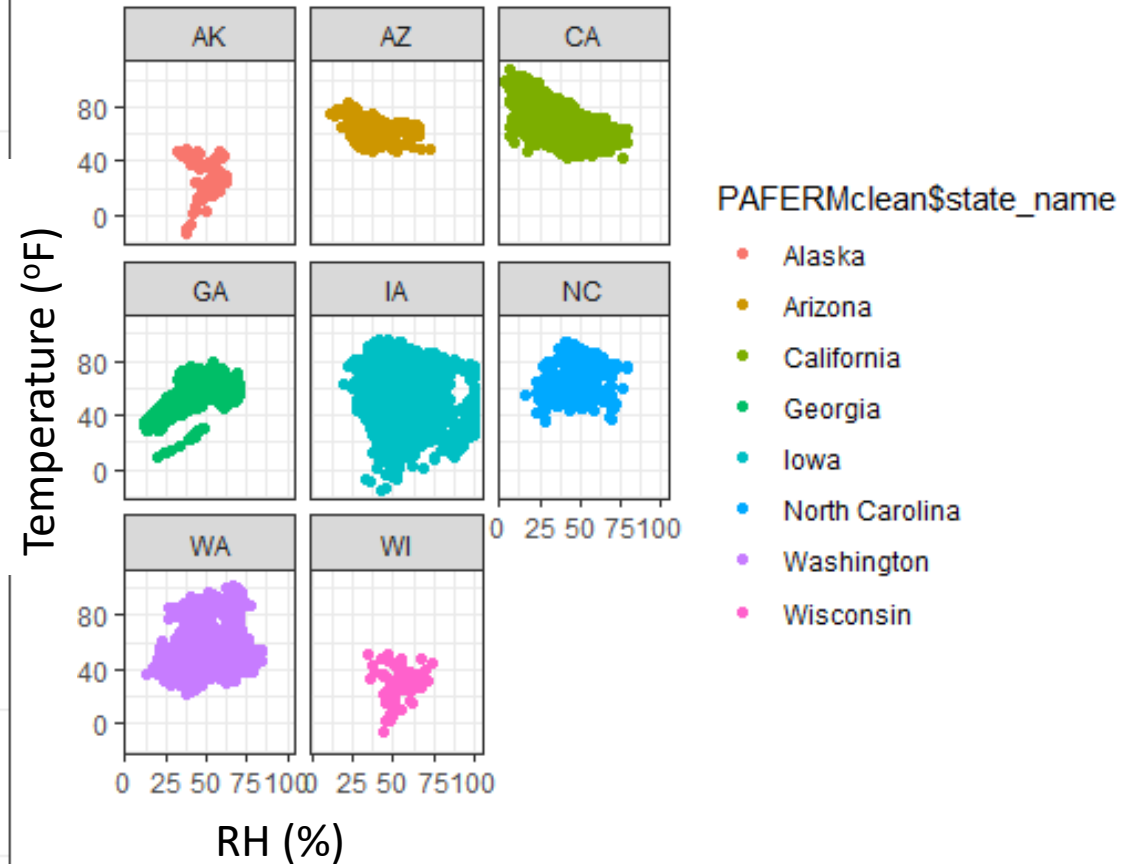 AK AZ CA
80
40
0
GA IA NC
80
40
0
0 25 50 75100
WA WI
80
40
0
0 25 50 751000 25 50 75100
Temperature (ºF)
RH (%)
PAFERMclean$state_name
Alaska
Arizona
California
Georgia
Iowa
North Carolina
Washington
Wisconsin